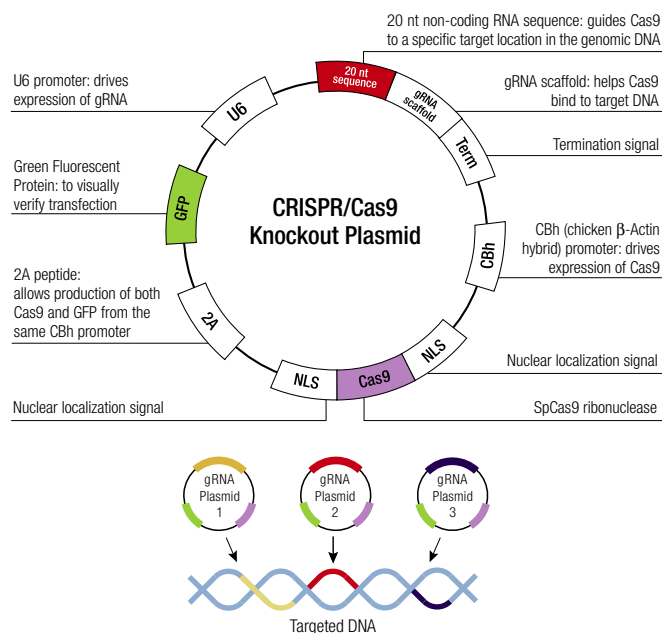 20 nt non-coding RNA sequence: guides Cas9
to a specific target location in the genomic DNA
U6 promoter: drives
expression of gRNA
20 nt
sequence
gRNA
scaffold
gRNA scaffold: helps Cas9
bind to target DNA
U6
Term
Termination signal
Green Fluorescent
Protein: to visually
verify transfection
GFP
CRISPR/Cas9
Knockout Plasmid
CBh
CBh (chicken β-Actin
hybrid) promoter: drives
expression of Cas9
2A peptide:
allows production of both
Cas9 and GFP from the
same CBh promoter
2A
NLS
Cas9
NLS
Nuclear localization signal
Nuclear localization signal
SpCas9 ribonuclease
gRNA
Plasmid
1
gRNA
Plasmid
2
gRNA
Plasmid
3
Targeted DNA